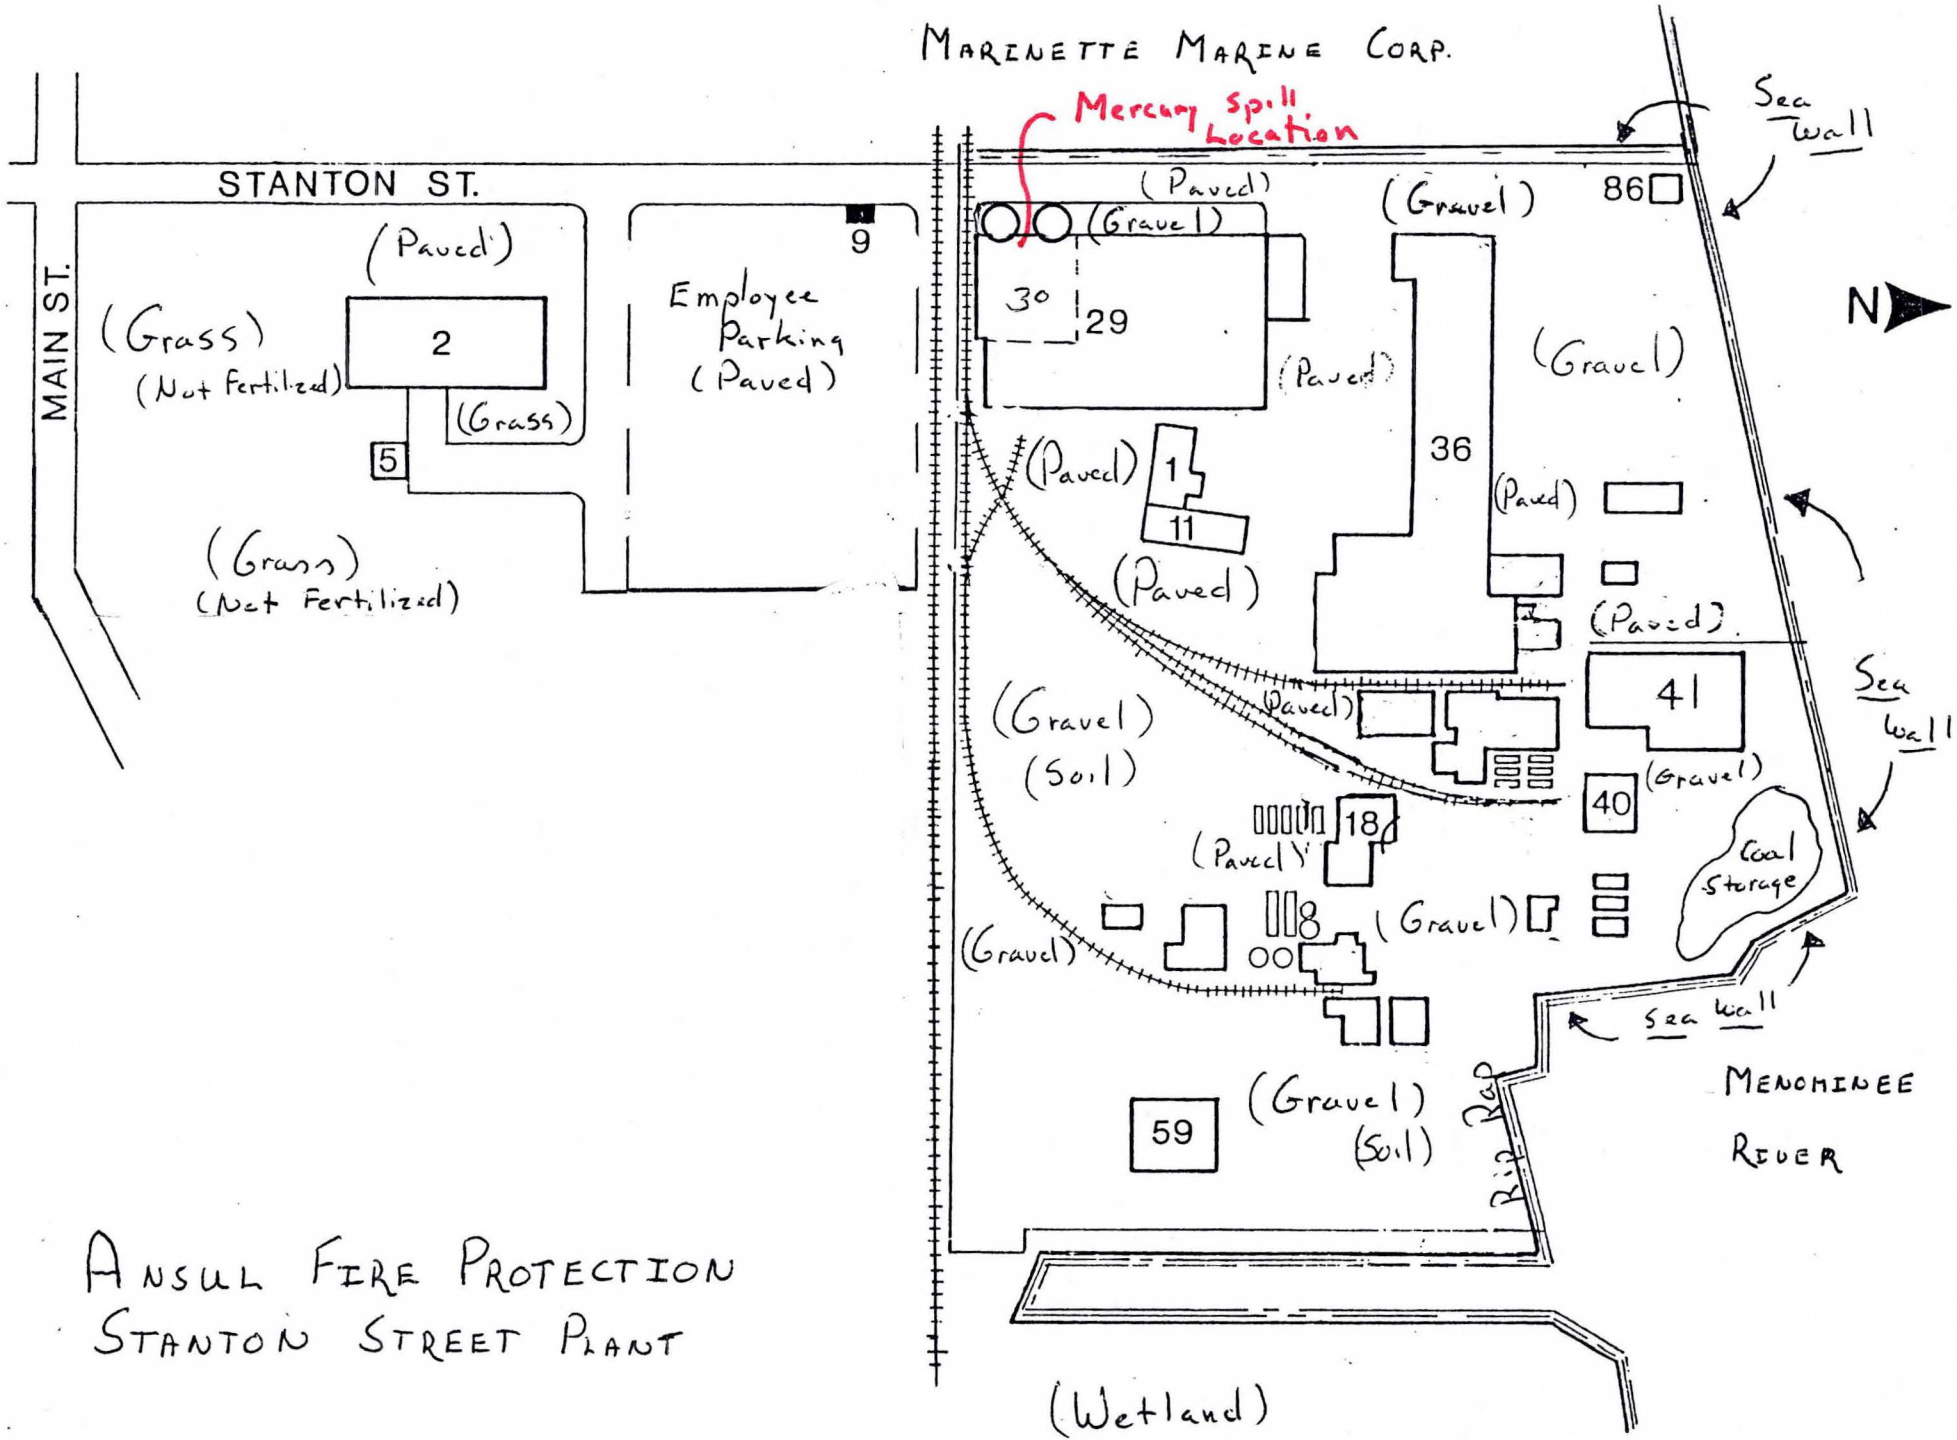 MARINETTE MARINE CORP.
Mercury Spill
Location
Sea
Wall
STANTON ST.
(Paved)
(Gravel)
(Gravel)
86
(Paved)
9
MAIN ST.
(Grass)
(Not Fertilized)
2
Employee
Parking
(Paved)
30
29
(Paved)
(Gravel)
N
(Grass)
5
(Paved)
1
11
36
(Paved)
(Grass)
(Not Fertilized)
(Paved)
(Paved)
Sea
Wall
41
(Paved)
(Gravel)
(Soil)
(Gravel)
40
18
(Paved)
Coal
Storage
(Gravel)
(Gravel)
Sea Wall
MENOMINEE
RIVER
Rip Rap
59
(Gravel)
(Soil)
ANSUL FIRE PROTECTION
STANTON STREET PLANT
(Wetland)